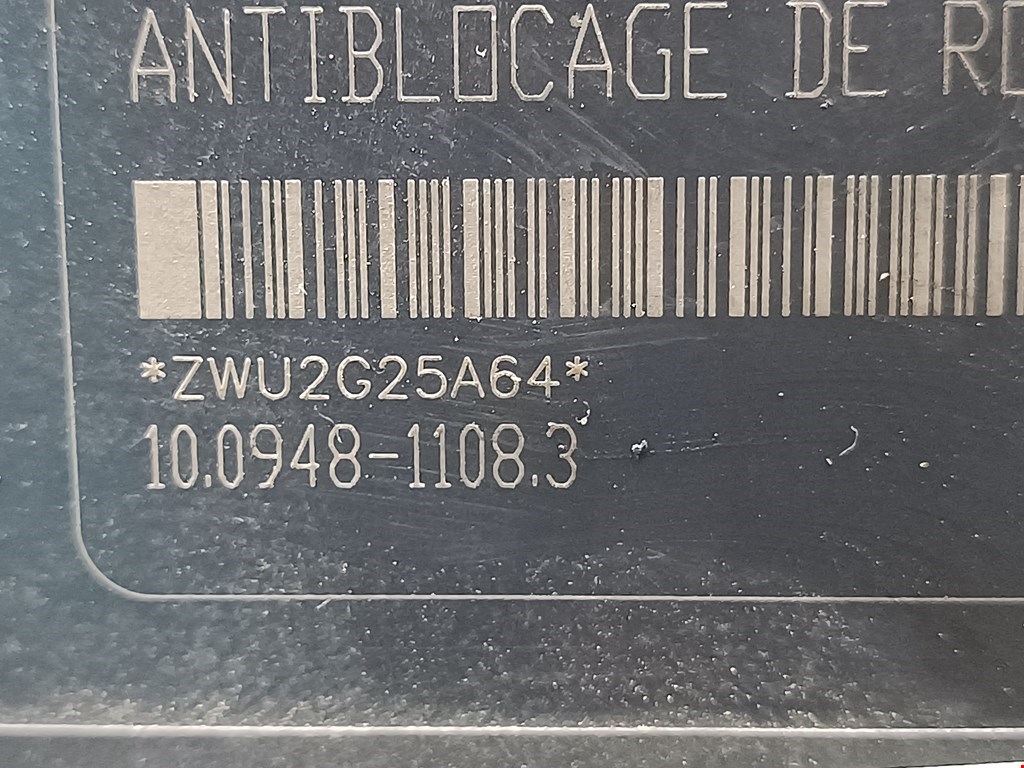 ANTIBLOCAGE DE
*ZWU2G25A64*
10.0948-1108.3